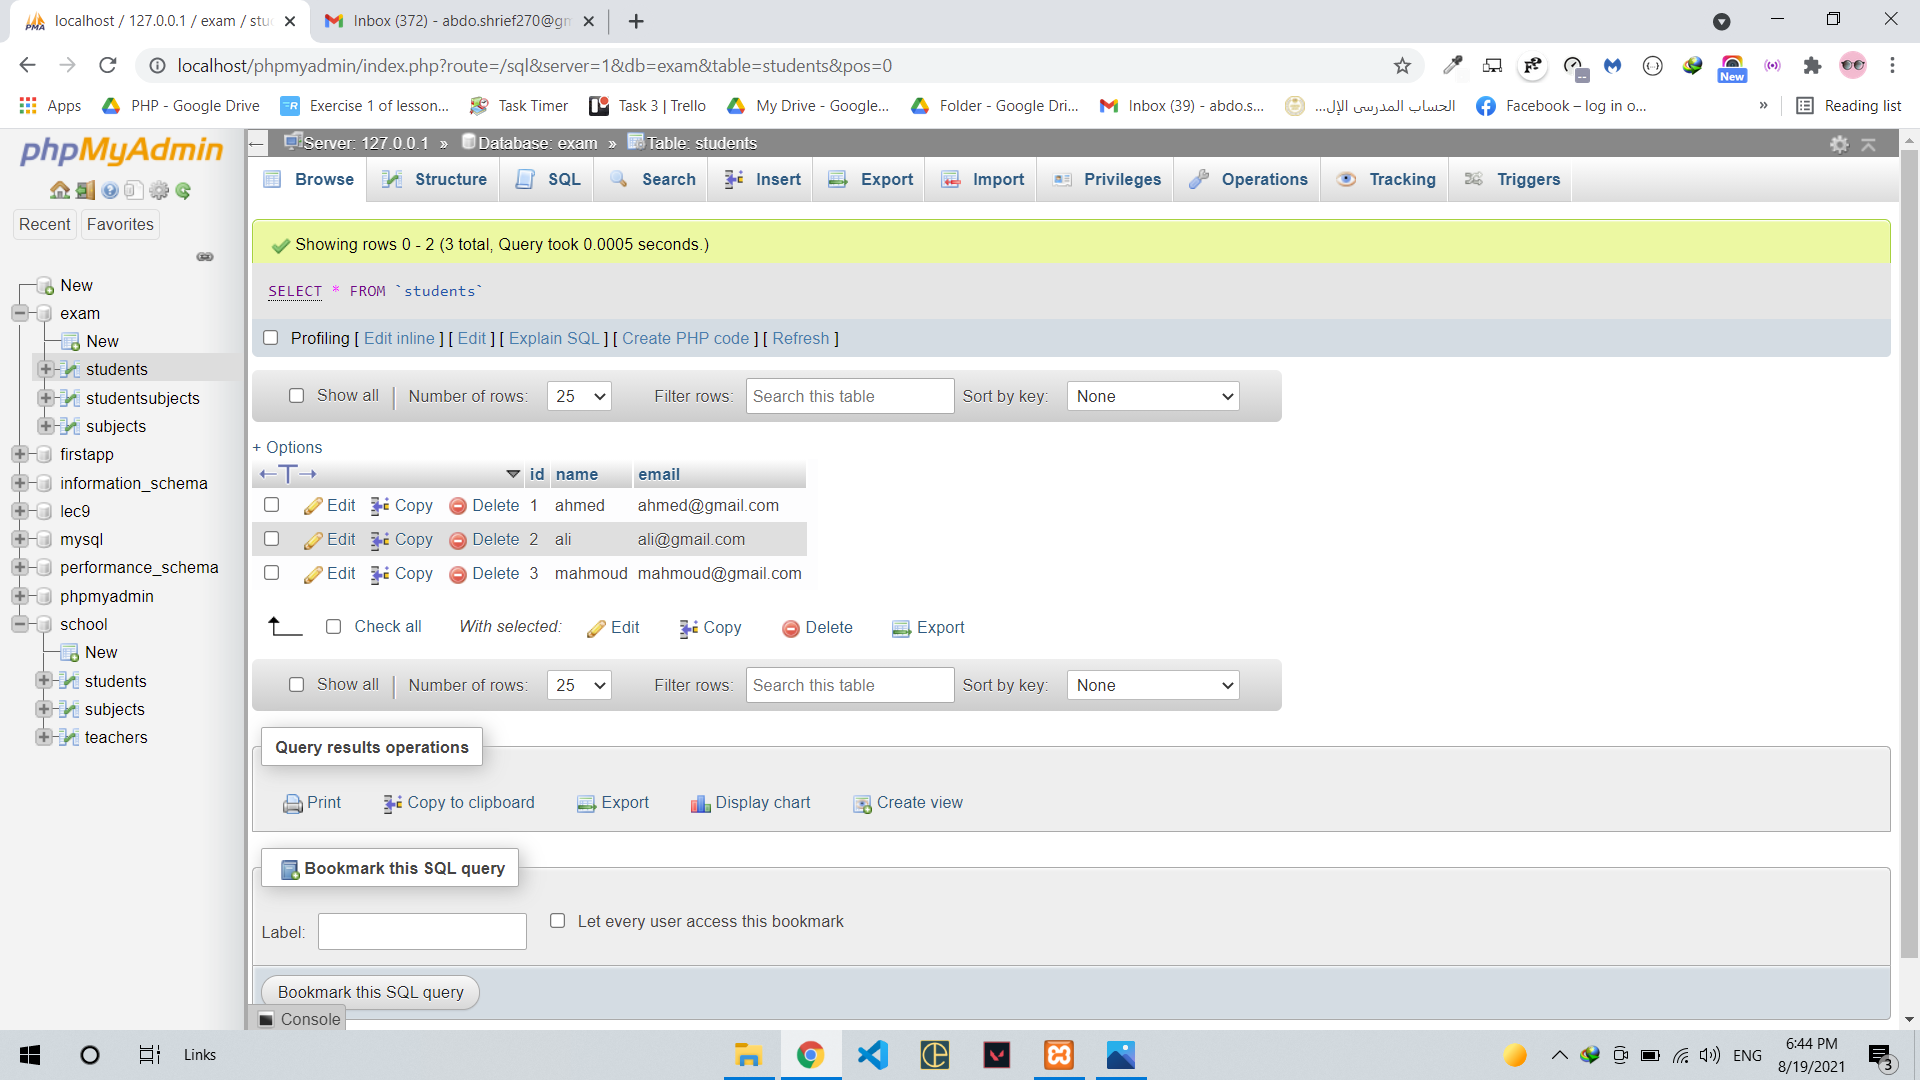 localhost / 127.0.0.1 / exam / stu
Inbox (372) - abdo.shrief270@gm
localhost/phpmyadmin/index.php?route=/sql&server=1&db=exam&table=students&pos=0
New
Apps
PHP - Google Drive
Exercise 1 of lesson...
Task Timer
Task 3 | Trello
My Drive - Google...
Folder - Google Dri...
Inbox (39) - abdo.s...
الحساب المدرسى الإل...
Facebook – log in o...
»
Reading list
phpMyAdmin
Recent
Favorites
New
exam
New
students
studentsubjects
subjects
firstapp
information_schema
lec9
mysql
performance_schema
phpmyadmin
school
New
students
subjects
teachers
Server: 127.0.0.1 » Database: exam » Table: students
Browse
Structure
SQL
Search
Insert
Export
Import
Privileges
Operations
Tracking
Triggers
Showing rows 0 - 2 (3 total, Query took 0.0005 seconds.)
SELECT * FROM `students`
Profiling [ Edit inline ] [ Edit ] [ Explain SQL ] [ Create PHP code ] [ Refresh ]
Show all | Number of rows: 25 Filter rows: Search this table Sort by key: None
+ Options
←T→ id name email
Edit Copy Delete 1 ahmed ahmed@gmail.com
Edit Copy Delete 2 ali ali@gmail.com
Edit Copy Delete 3 mahmoud mahmoud@gmail.com
Check all With selected: Edit Copy Delete Export
Show all | Number of rows: 25 Filter rows: Search this table Sort by key: None
Query results operations
Print Copy to clipboard Export Display chart Create view
Bookmark this SQL query
Label: Let every user access this bookmark
Bookmark this SQL query
Console
Links
ENG
6:44 PM
8/19/2021
3